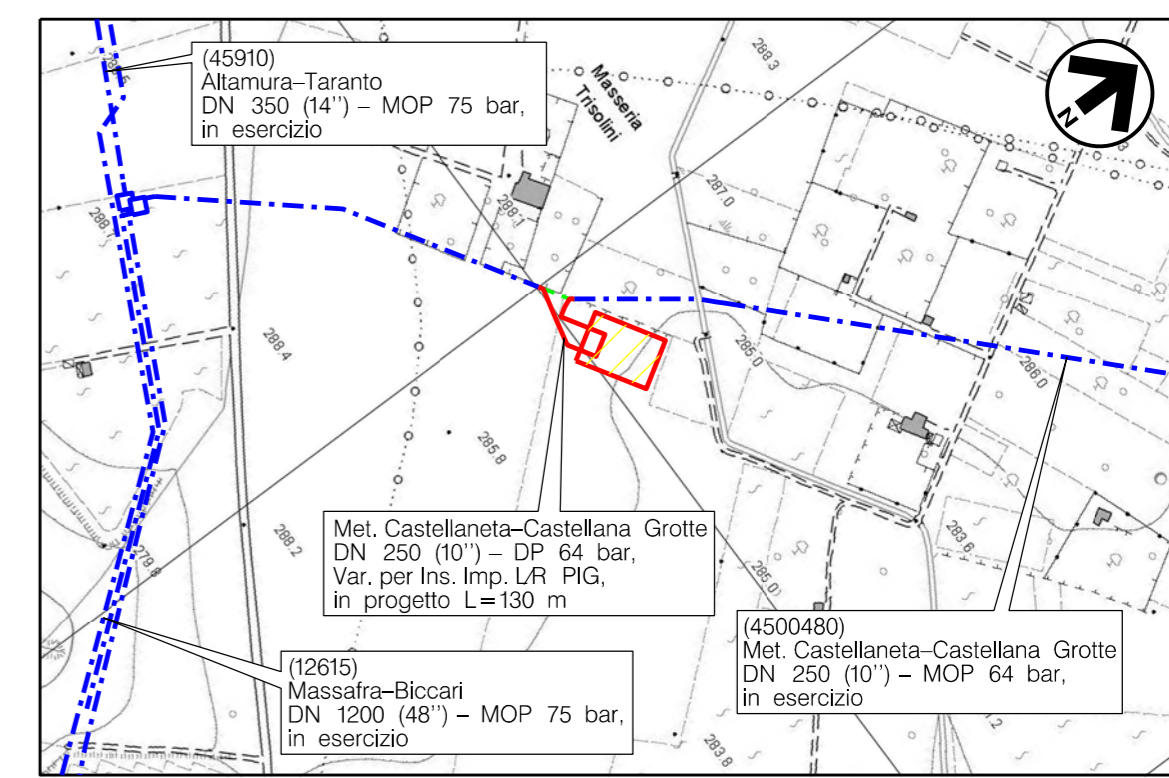 (45910)
Altamura–Taranto
DN 350 (14'') – MOP 75 bar,
in esercizio
Masseria
Trisolini
288.3
N
287.0
288.4
285.0
286.0
285.8
288.2
279.8
283.6
285.0
283.8
Met. Castellaneta–Castellana Grotte
DN 250 (10'') – DP 64 bar,
Var. per Ins. Imp. L/R PIG,
in progetto L=130 m
(4500480)
Met. Castellaneta–Castellana Grotte
DN 250 (10'') – MOP 64 bar,
in esercizio
(12615)
Massafra–Biccari
DN 1200 (48'') – MOP 75 bar,
in esercizio